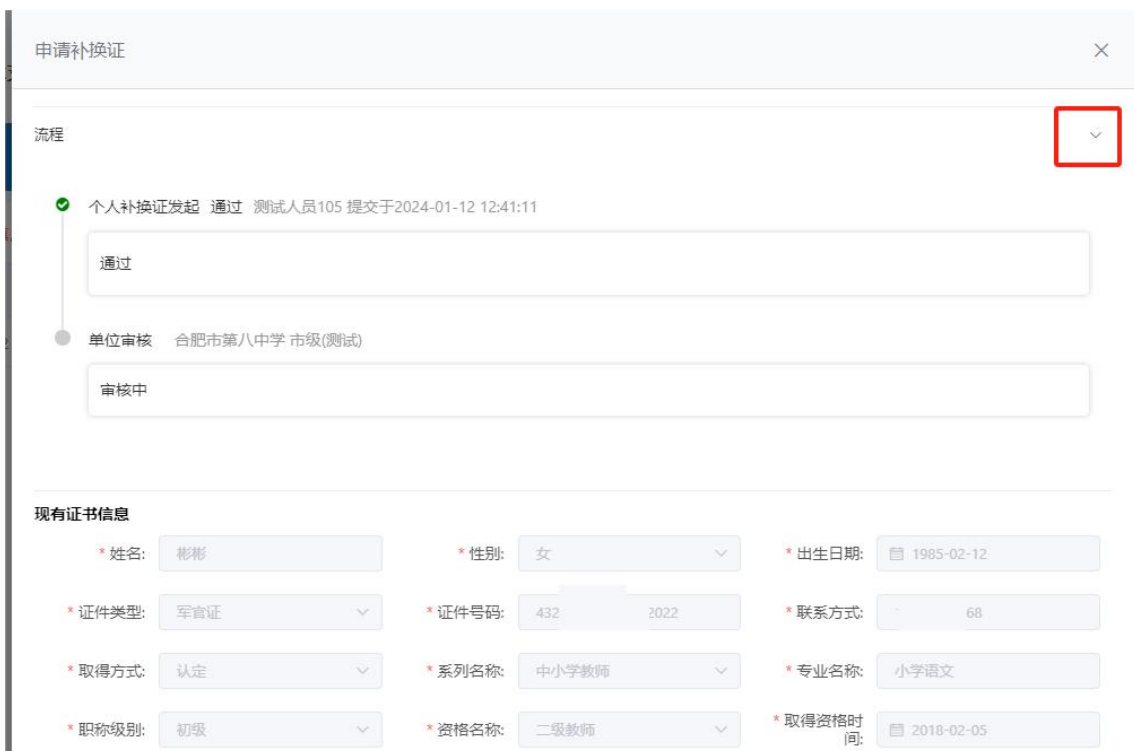 申请补换证
流程
个人补换证发起 通过 测试人员105 提交于2024-01-12 12:41:11
通过
单位审核 合肥市第八中学 市级(测试)
审核中
现有证书信息
* 姓名: 彬彬 * 性别: 女 * 出生日期: 1985-02-12
* 证件类型: 军官证 * 证件号码: 432 2022 * 联系方式: 68
* 取得方式: 认定 * 系列名称: 中小学教师 * 专业名称: 小学语文
* 职称级别: 初级 * 资格名称: 二级教师 * 取得资格时间: 2018-02-05